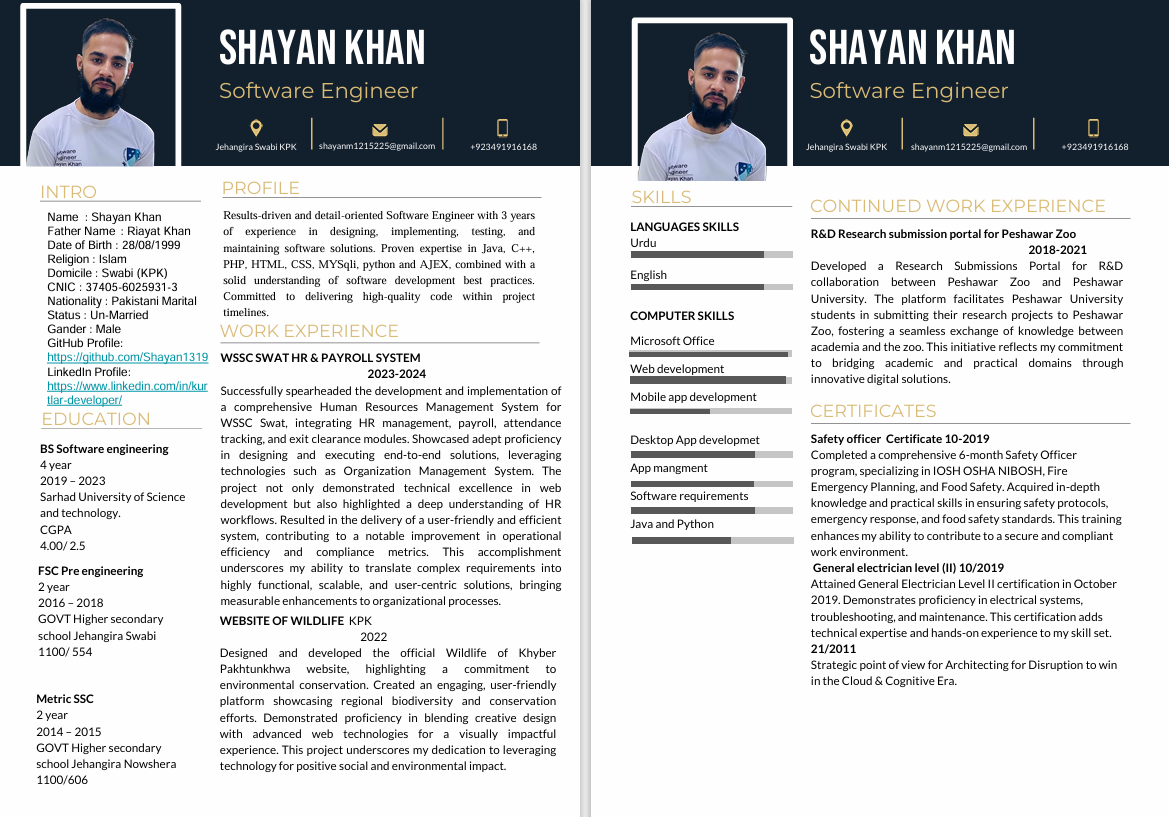 SHAYAN KHAN
Software Engineer
Jehangira Swabi KPK
shayanm1215225@gmail.com
+923491916168
INTRO
Name : Shayan Khan
Father Name : Riayat Khan
Date of Birth : 28/08/1999
Religion : Islam
Domicile : Swabi (KPK)
CNIC : 37405-6025931-3
Nationality : Pakistani Marital
Status : Un-Married
Gander : Male
GitHub Profile:
https://github.com/Shayan1319
LinkedIn Profile:
https://www.linkedin.com/in/kur
tlar-developer/
EDUCATION
BS Software engineering
4 year
2019 – 2023
Sarhad University of Science
and technology.
CGPA
4.00/ 2.5
FSC Pre engineering
2 year
2016 – 2018
GOVT Higher secondary
school Jehangira Swabi
1100/ 554
Metric SSC
2 year
2014 – 2015
GOVT Higher secondary
school Jehangira Nowshera
1100/606
PROFILE
Results-driven and detail-oriented Software Engineer with 3 years
of experience in designing, implementing, testing, and
maintaining software solutions. Proven expertise in Java, C++,
PHP, HTML, CSS, MYSqli, python and AJEX, combined with a
solid understanding of software development best practices.
Committed to delivering high-quality code within project
timelines.
WORK EXPERIENCE
WSSC SWAT HR & PAYROLL SYSTEM
2023-2024
Successfully spearheaded the development and implementation of
a comprehensive Human Resources Management System for
WSSC Swat, integrating HR management, payroll, attendance
tracking, and exit clearance modules. Showcased adept proficiency
in designing and executing end-to-end solutions, leveraging
technologies such as Organization Management System. The
project not only demonstrated technical excellence in web
development but also highlighted a deep understanding of HR
workflows. Resulted in the delivery of a user-friendly and efficient
system, contributing to a notable improvement in operational
efficiency and compliance metrics. This accomplishment
underscores my ability to translate complex requirements into
highly functional, scalable, and user-centric solutions, bringing
measurable enhancements to organizational processes.
WEBSITE OF WILDLIFE KPK
2022
Designed and developed the official Wildlife of Khyber
Pakhtunkhwa website, highlighting a commitment to
environmental conservation. Created an engaging, user-friendly
platform showcasing regional biodiversity and conservation
efforts. Demonstrated proficiency in blending creative design
with advanced web technologies for a visually impactful
experience. This project underscores my dedication to leveraging
technology for positive social and environmental impact.
SHAYAN KHAN
Software Engineer
Jehangira Swabi KPK
shayanm1215225@gmail.com
+923491916168
SKILLS
LANGUAGES SKILLS
Urdu
English
COMPUTER SKILLS
Microsoft Office
Web development
Mobile app development
Desktop App developmet
App mangment
Software requirements
Java and Python
CONTINUED WORK EXPERIENCE
R&D Research submission portal for Peshawar Zoo
2018-2021
Developed a Research Submissions Portal for R&D
collaboration between Peshawar Zoo and Peshawar
University. The platform facilitates Peshawar University
students in submitting their research projects to Peshawar
Zoo, fostering a seamless exchange of knowledge between
academia and the zoo. This initiative reflects my commitment
to bridging academic and practical domains through
innovative digital solutions.
CERTIFICATES
Safety officer Certificate 10-2019
Completed a comprehensive 6-month Safety Officer
program, specializing in IOSH OSHA NIBOSH, Fire
Emergency Planning, and Food Safety. Acquired in-depth
knowledge and practical skills in ensuring safety protocols,
emergency response, and food safety standards. This training
enhances my ability to contribute to a secure and compliant
work environment.
General electrician level (II) 10/2019
Attained General Electrician Level II certification in October
2019. Demonstrates proficiency in electrical systems,
troubleshooting, and maintenance. This certification adds
technical expertise and hands-on experience to my skill set.
21/2011
Strategic point of view for Architecting for Disruption to win
in the Cloud & Cognitive Era.